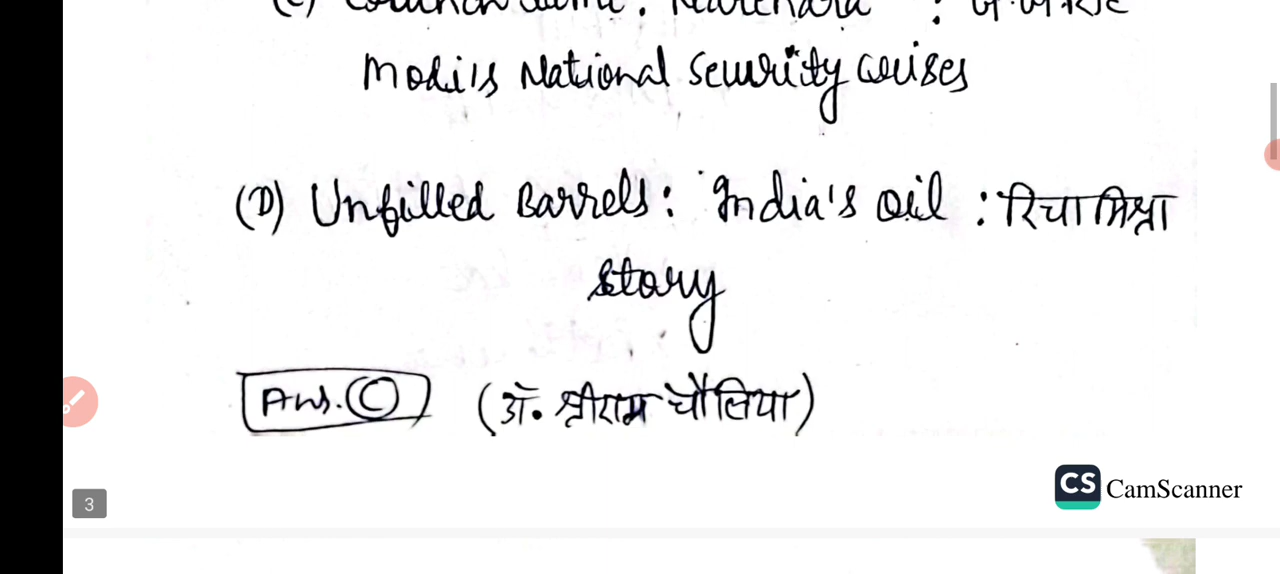 Modi's National Security Crises
(D) Unfilled Barrels: India's oil : रिचा मिश्रा
story
Ans. (C) (डॉ. श्रीराम चौलिया)
3
CS CamScanner